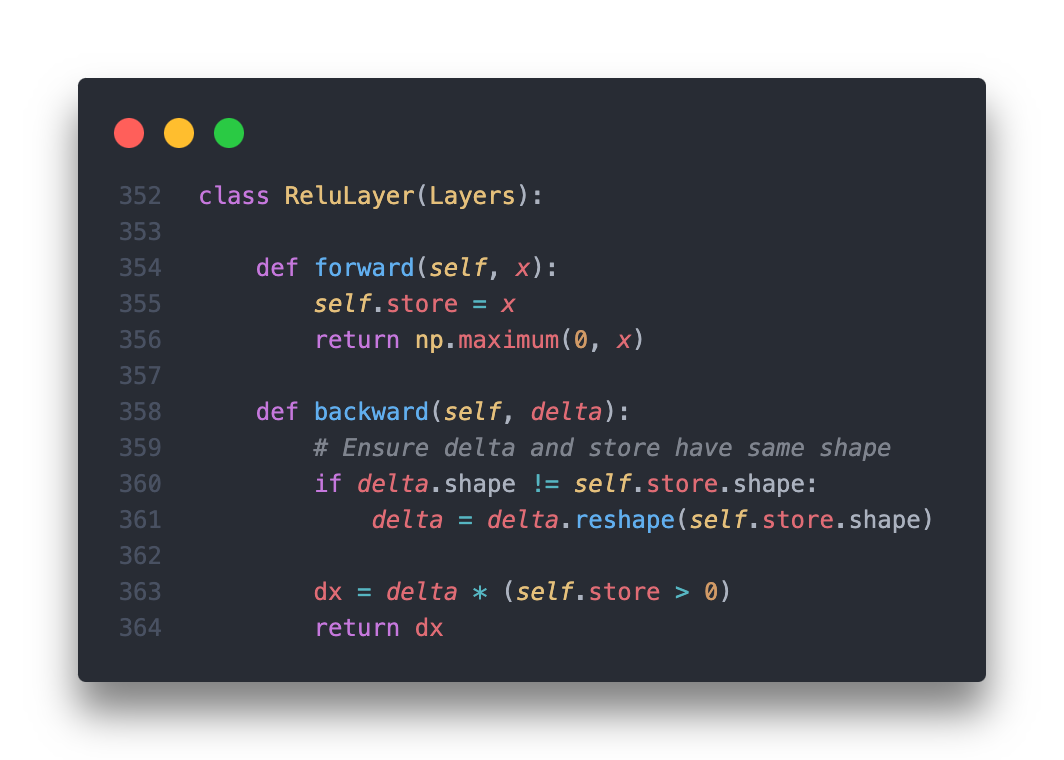 352 class ReluLayer(Layers):
353
354     def forward(self, x):
355         self.store = x
356         return np.maximum(0, x)
357
358     def backward(self, delta):
359         # Ensure delta and store have same shape
360         if delta.shape != self.store.shape:
361             delta = delta.reshape(self.store.shape)
362
363         dx = delta * (self.store > 0)
364         return dx